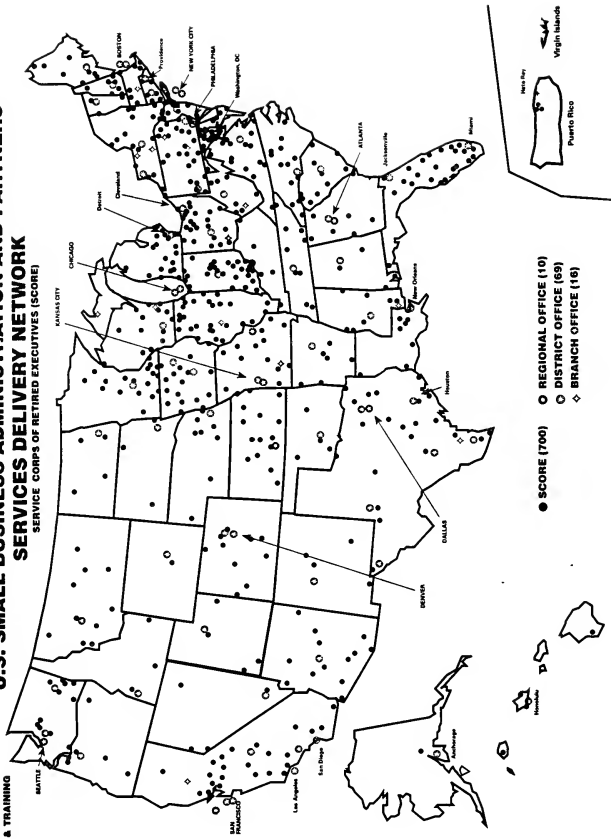 & TRAINING
U.S. SMALL BUSINESS ADMINISTRATION AND PARTNERS
SERVICES DELIVERY NETWORK
SERVICE CORPS OF RETIRED EXECUTIVES (SCORE)
SEATTLE
SAN FRANCISCO
Los Angeles
San Diego
DENVER
DALLAS
KANSAS CITY
CHICAGO
Detroit
Cleveland
BOSTON
Providence
NEW YORK CITY
PHILADELPHIA
Washington, DC
ATLANTA
Jacksonville
Miami
New Orleans
Houston
Anchorage
Honolulu
Hato Ray
Puerto Rico
Virgin Islands
SCORE (700)
REGIONAL OFFICE (10)
DISTRICT OFFICE (69)
BRANCH OFFICE (16)